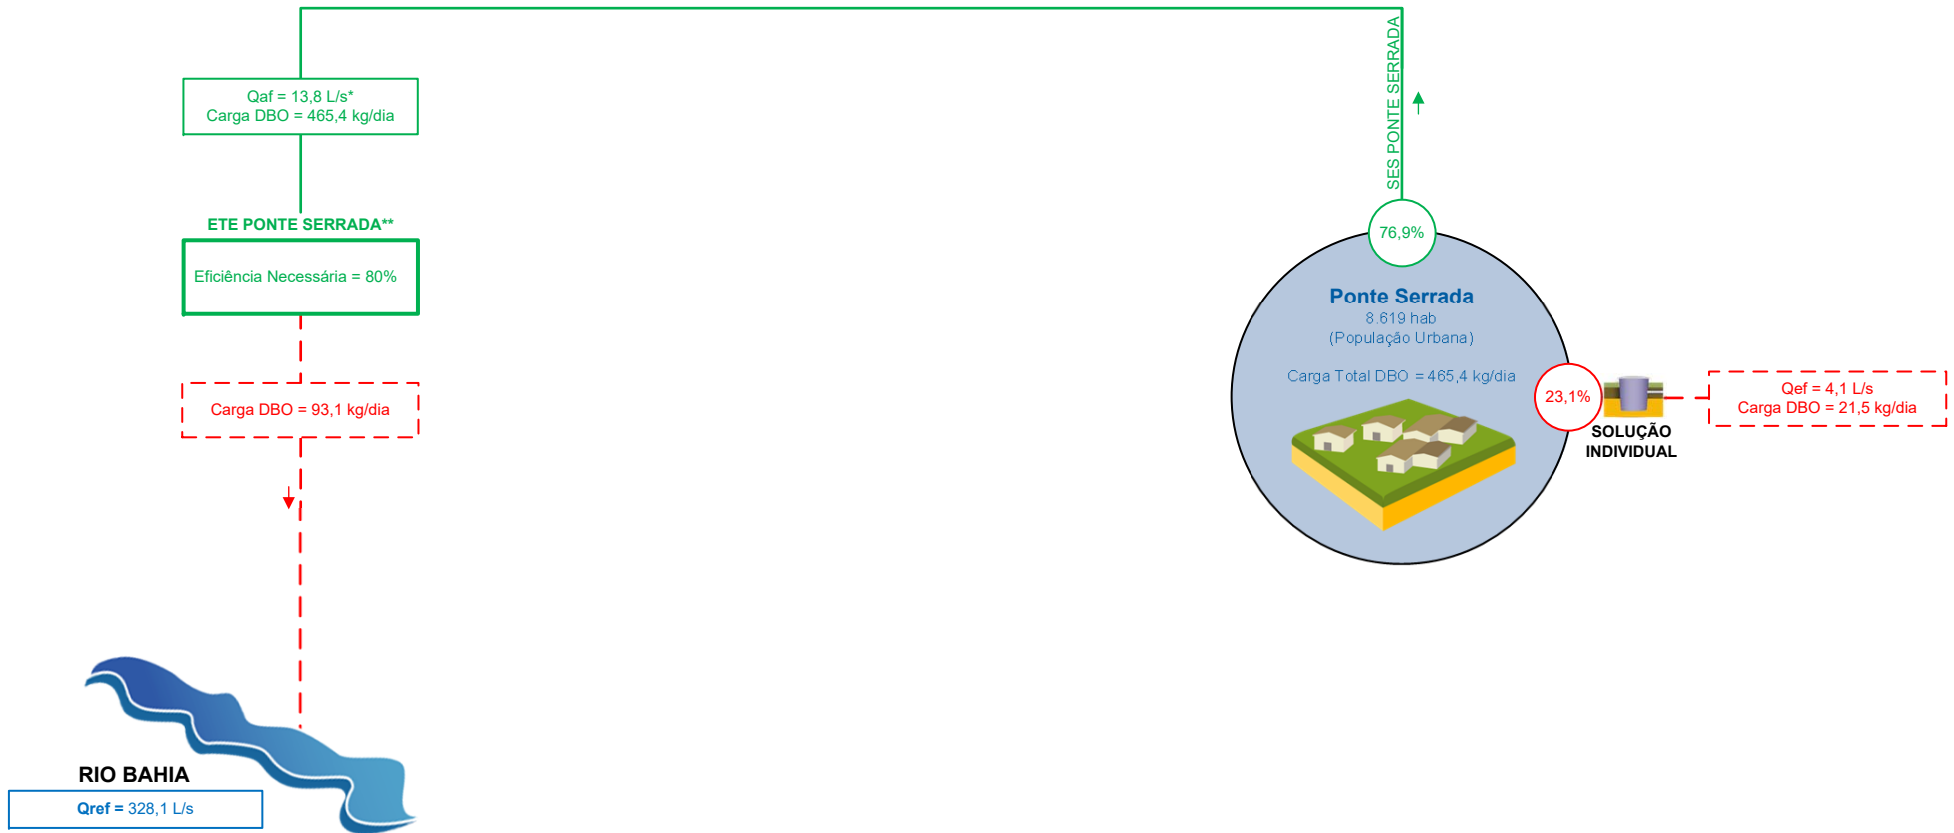 Qaf = 13,8 L/s*
Carga DBO = 465,4 kg/dia
ETE PONTE SERRADA**
Eficiência Necessária = 80%
Carga DBO = 93,1 kg/dia
RIO BAHIA
Qref = 328,1 L/s
SES PONTE SERRADA
76,9%
Ponte Serrada
8.619 hab
(População Urbana)
Carga Total DBO = 465,4 kg/dia
23,1%
SOLUÇÃO
INDIVIDUAL
Qef = 4,1 L/s
Carga DBO = 21,5 kg/dia